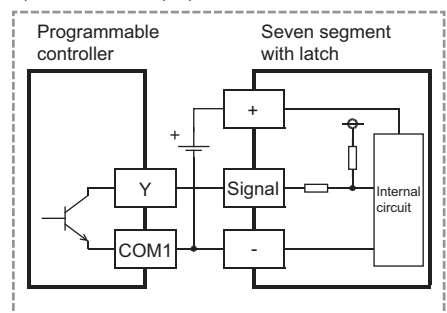 Programmable
controller
Seven segment
with latch
+
+
Y
Signal
Internal
circuit
COM1
-